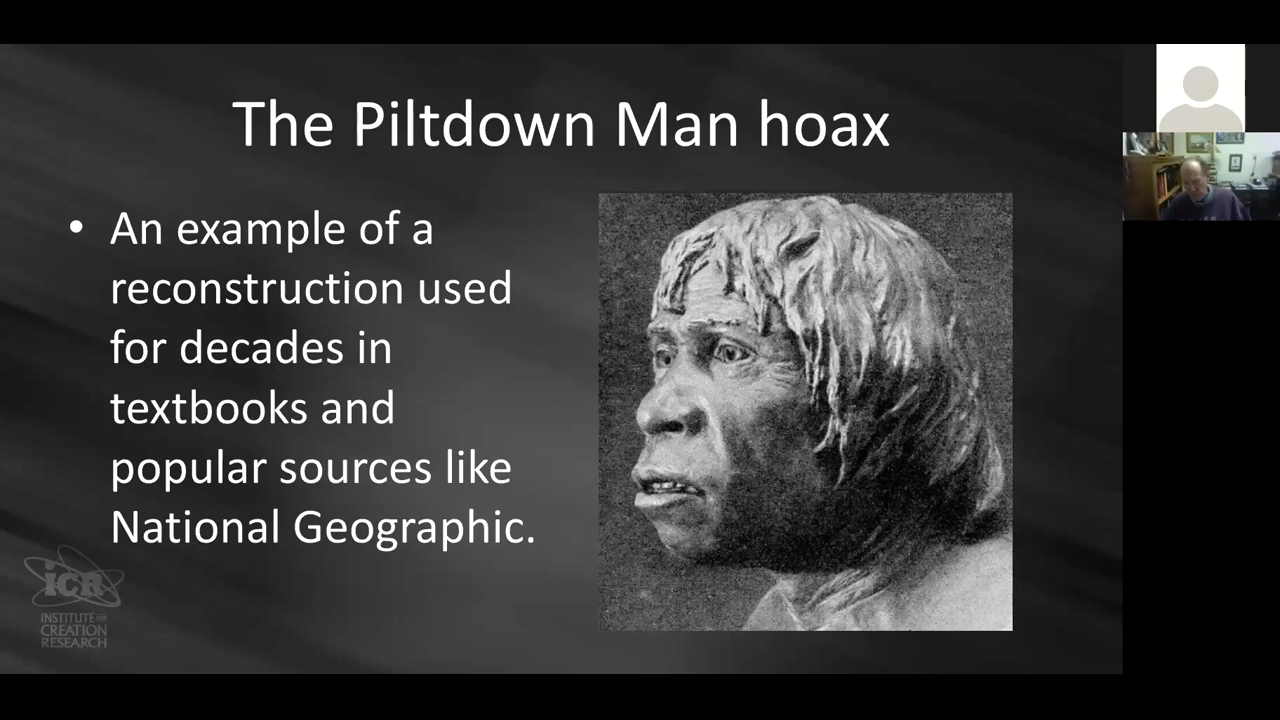 The Piltdown Man hoax
• An example of a
reconstruction used
for decades in
textbooks and
popular sources like
National Geographic.
iCR
INSTITUTE FOR
CREATION
RESEARCH